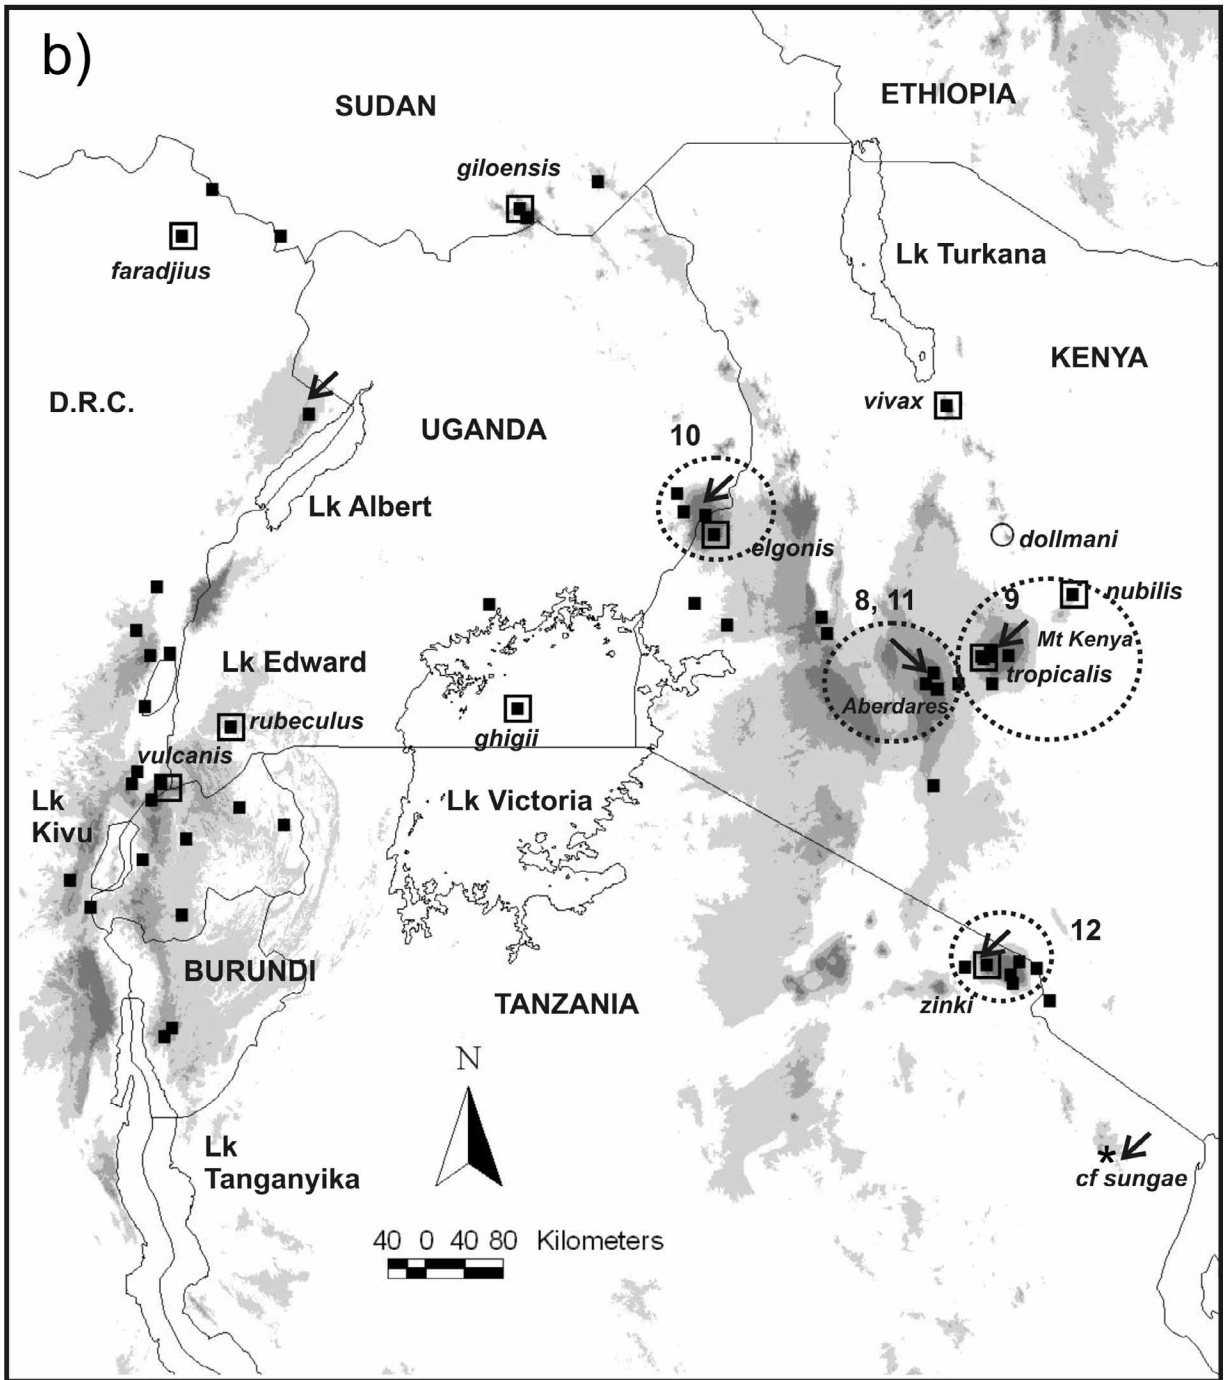 b)
SUDAN
ETHIOPIA
giloensis
faradjius
Lk Turkana
KENYA
D.R.C.
vivax
UGANDA
10
Lk Albert
elgonis
dollmani
8, 11
9
nubilis
Mt Kenya
tropicalis
Lk Edward
Aberdares
rubeculus
ghigii
vulcanis
Lk
Kivu
Lk Victoria
12
BURUNDI
TANZANIA
zinki
N
Lk
Tanganyika
*
cf sungae
40 0 40 80 Kilometers